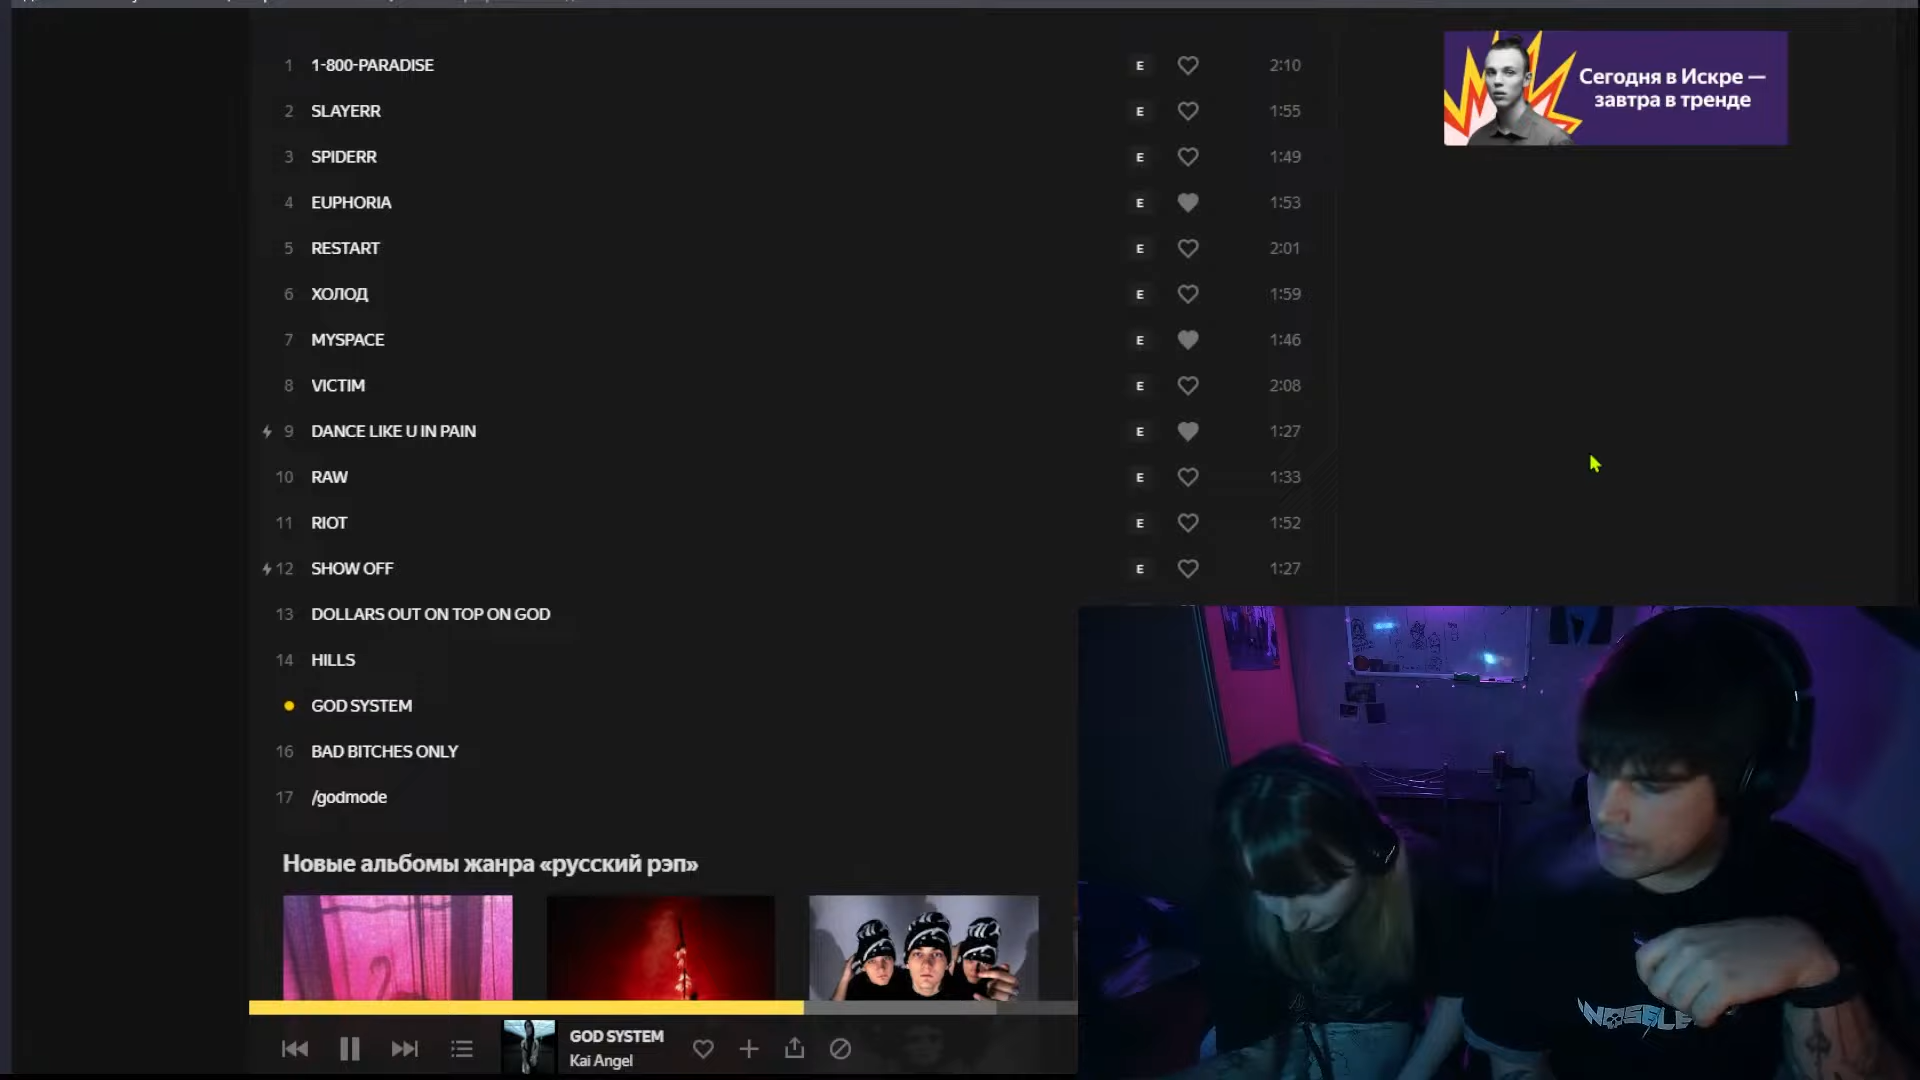 1 1-800-PARADISE E 2:10
2 SLAYERR E 1:55
3 SPIDERR E 1:49
4 EUPHORIA E 1:53
5 RESTART E 2:01
6 ХОЛОД E 1:59
7 MYSPACE E 1:46
8 VICTIM E 2:08
9 DANCE LIKE U IN PAIN E 1:27
10 RAW E 1:33
11 RIOT E 1:52
12 SHOW OFF E 1:27
13 DOLLARS OUT ON TOP ON GOD
14 HILLS
GOD SYSTEM
16 BAD BITCHES ONLY
17 /godmode
Сегодня в Искре —
завтра в тренде
Новые альбомы жанра «русский рэп»
GOD SYSTEM
Kai Angel